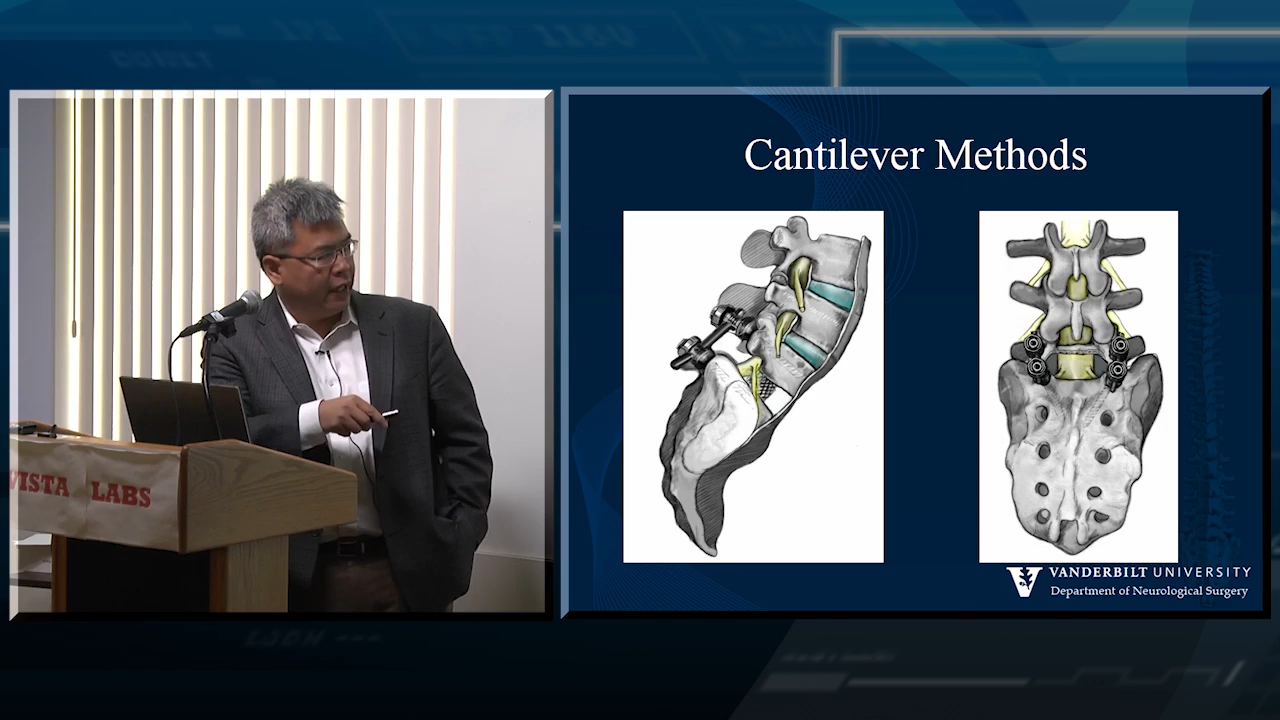 VISTA LABS
Cantilever Methods
V VANDERBILT UNIVERSITY
Department of Neurological Surgery